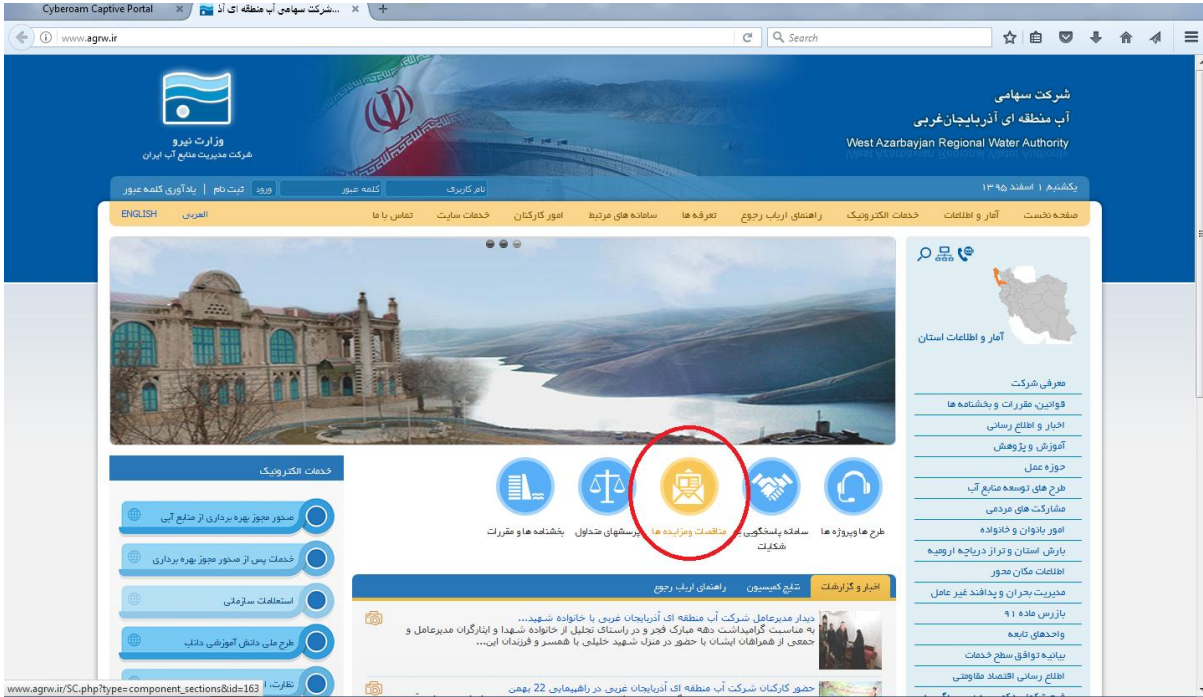 Cyberoam Captive Portal
شرکت سهامی آب منطقه ای آذ...
www.agrw.ir
Search
شرکت سهامی
آب منطقه ای آذربایجان‌غربی
West Azarbayjan Regional Water Authority
وزارت نیرو
شرکت مدیریت منابع آب ایران
یکشنبه ۱ اسفند ۱۳۹۵
نام کاربری
کلمه عبور
ورود
ثبت نام | یادآوری کلمه عبور
صفحه نخست
آمار و اطلاعات
خدمات الکترونیک
راهنمای ارباب رجوع
تعرفه ها
سامانه های مرتبط
امور کارکنان
خدمات سایت
تماس با ما
العربی
ENGLISH
آمار و اطلاعات استان
معرفی شرکت
قوانین، مقررات و بخشنامه ها
اخبار و اطلاع رسانی
آموزش و پژوهش
حوزه عمل
طرح های توسعه منابع آب
مشارکت های مردمی
امور بانوان و خانواده
بارش استان و تراز دریاچه ارومیه
اطلاعات مکان محور
مدیریت بحران و پدافند غیر عامل
بازرس ماده ۹۱
واحدهای تابعه
بیانیه توافق سطح خدمات
اطلاع رسانی اقتصاد مقاومتی
طرح هاوپروژه ها
سامانه پاسخگویی به
شکایات
مناقصات ومزایده ها
پرسشهای متداول
بخشنامه ها و مقررات
خدمات الکترونیک
صدور مجوز بهره برداری از منابع آبی
خدمات پس از صدور مجوز بهره برداری
استعلامات سازمانی
طرح ملی دانش آموزشی داناب
نظارت، ا
اخبار و گزارشات
نتایج کمیسیون
راهنمای ارباب رجوع
دیدار مدیرعامل شرکت آب منطقه ای آذربایجان غربی با خانواده شهید...
به مناسبت گرامیداشت دهه مبارک فجر و در راستای تجلیل از خانواده شهدا و ایثارگران مدیرعامل و
جمعی از همراهان ایشان با حضور در منزل شهید خلیلی با همسر و فرزندان این...
حضور کارکنان شرکت آب منطقه ای آذربایجان غربی در راهپیمایی 22 بهمن
www.agrw.ir/SC.php?type=component_sections&id=163